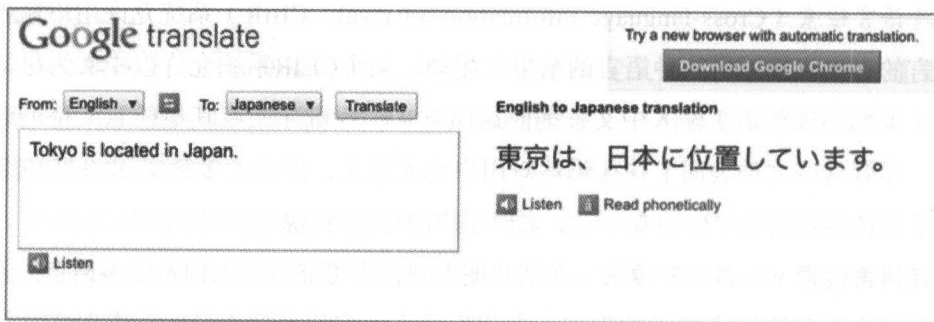 Google translate
Try a new browser with automatic translation.
Download Google Chrome
From: English To: Japanese Translate
English to Japanese translation
Tokyo is located in Japan.
東京は、日本に位置しています。
Listen Read phonetically
Listen